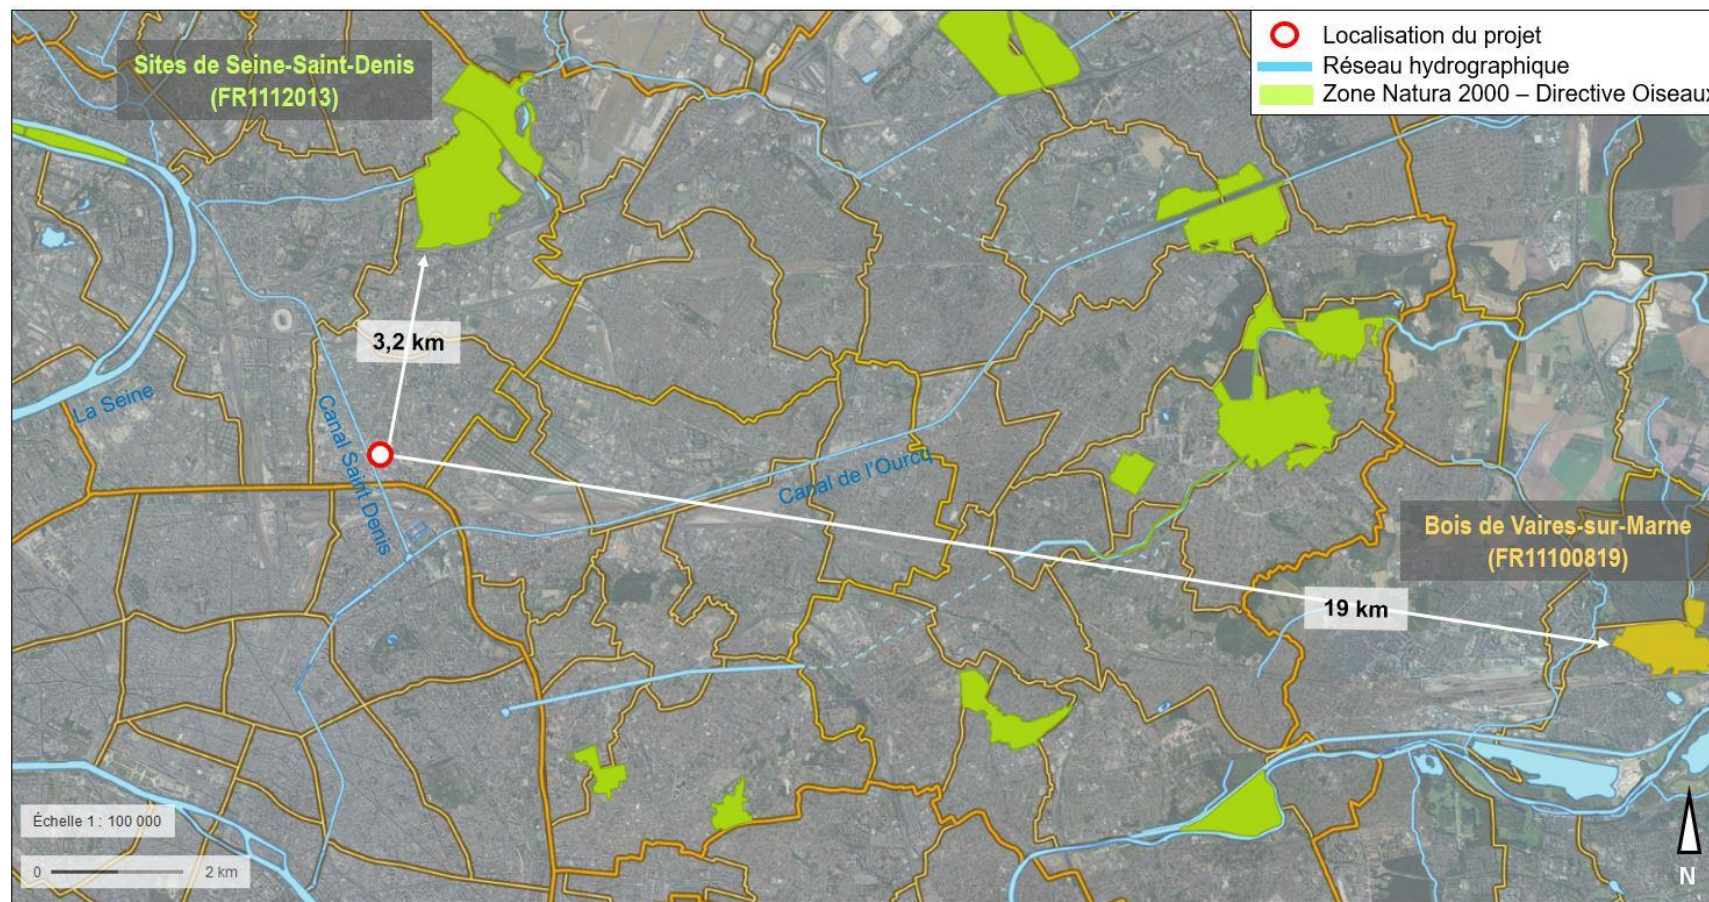 Sites de Seine-Saint-Denis
(FR1112013)
Localisation du projet
Réseau hydrographique
Zone Natura 2000 – Directive Oiseaux
3,2 km
La Seine
Canal Saint Denis
Canal de l'Ourcq
Bois de Vaires-sur-Marne
(FR11100819)
19 km
Échelle 1 : 100 000
0 2 km
N